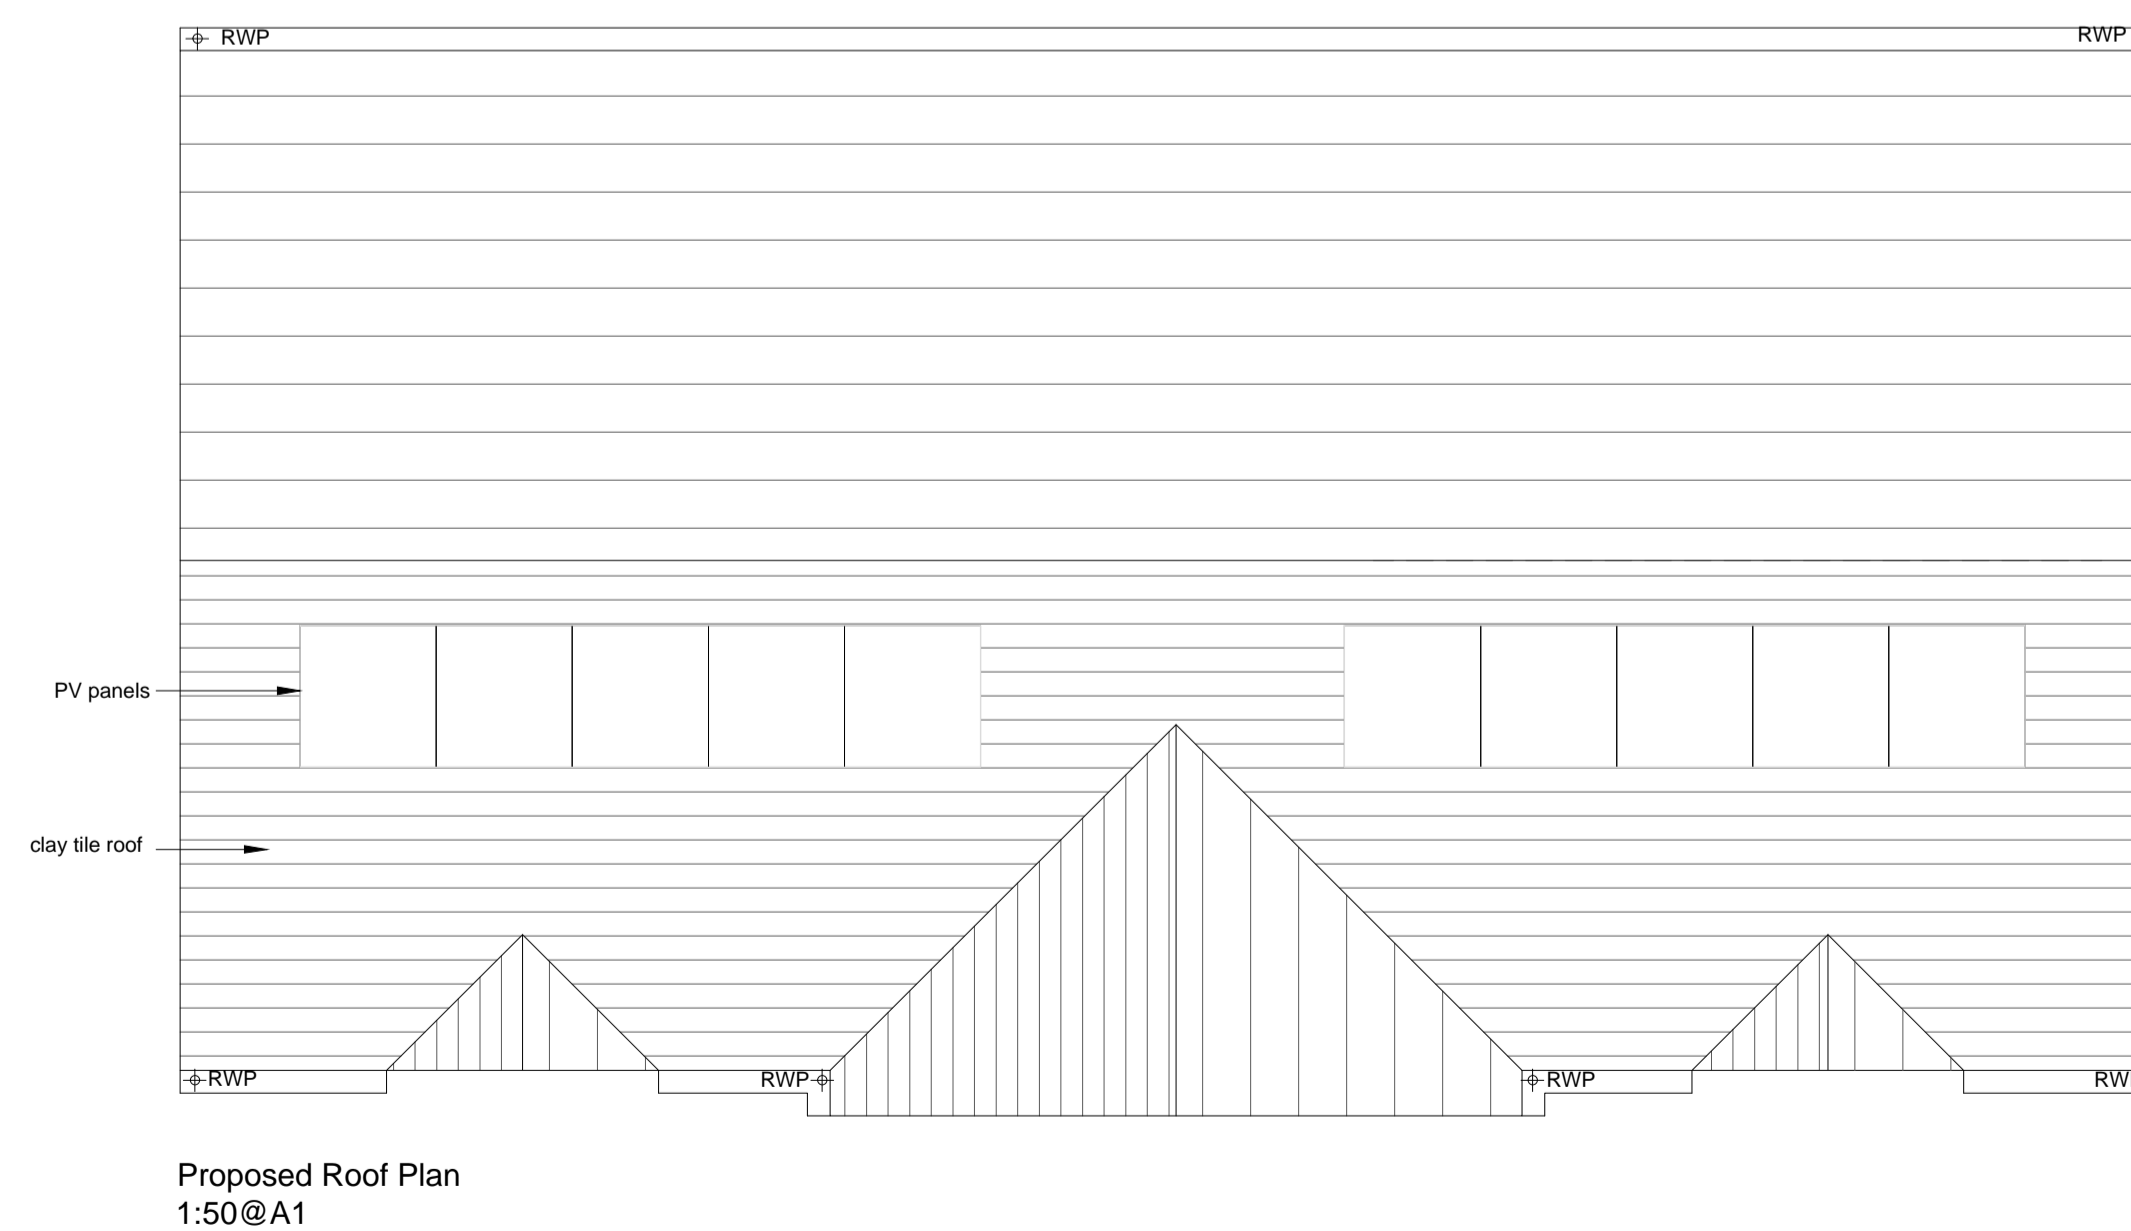 RWP
RWP
PV panels
clay tile roof
RWP
RWP
RWP
RW
Proposed Roof Plan
1:50@A1